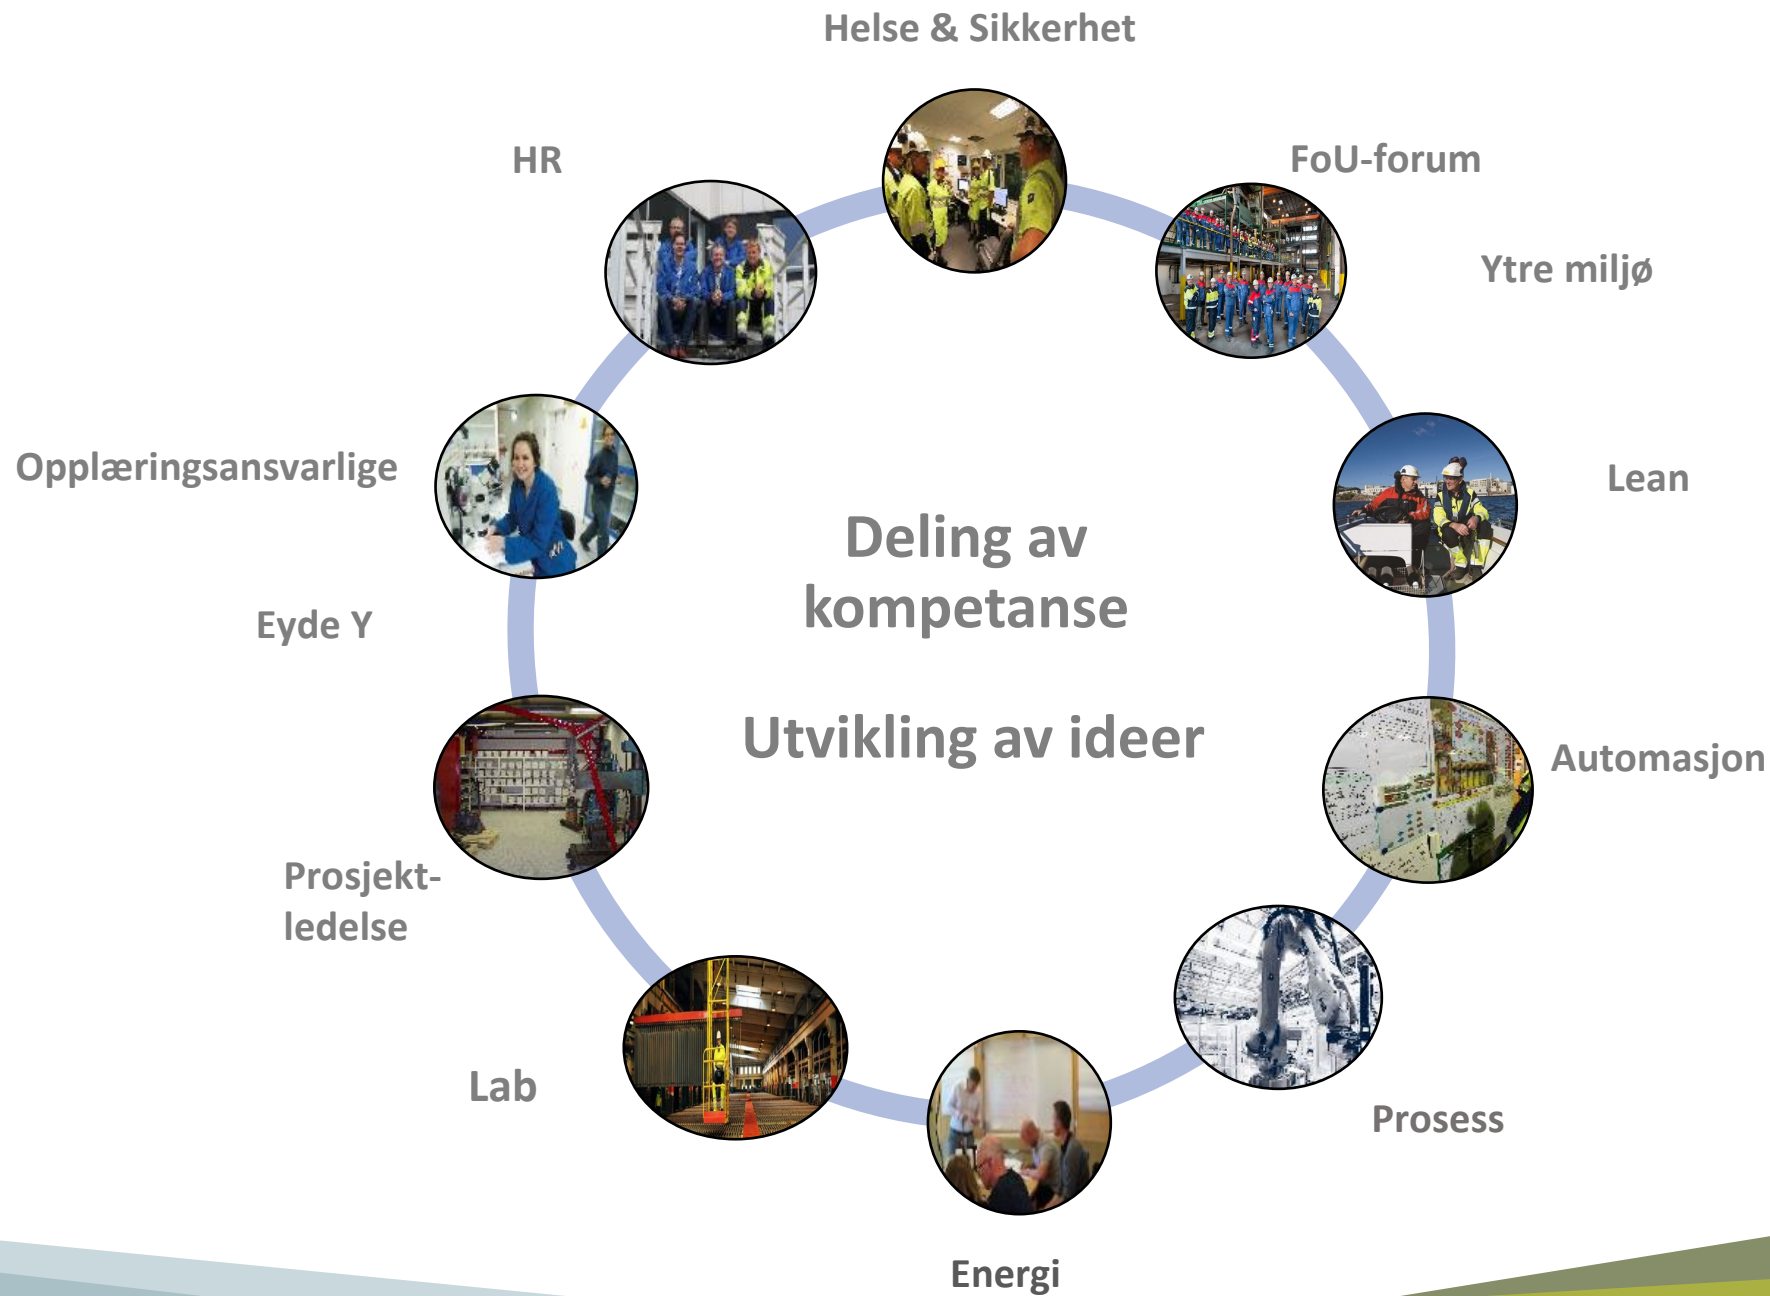 Helse & Sikkerhet
HR
FoU-forum
Ytre miljø
Opplæringsansvarlige
Lean
Deling av
kompetanse
Eyde Y
Utvikling av ideer
Automasjon
Prosjekt-
ledelse
Lab
Prosess
Energi